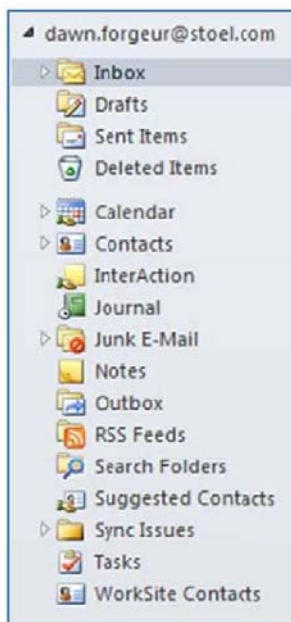 dawn.forgeur@stoel.com
Inbox
Drafts
Sent Items
Deleted Items
Calendar
Contacts
InterAction
Journal
Junk E-Mail
Notes
Outbox
RSS Feeds
Search Folders
Suggested Contacts
Sync Issues
Tasks
WorkSite Contacts